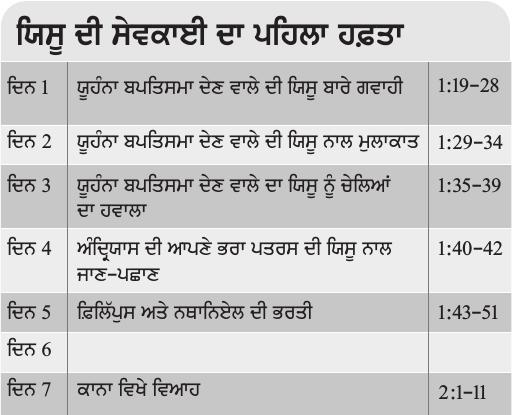 ਯਿਸੂ ਦੀ ਸੇਵਕਾਈ ਦਾ ਪਹਿਲਾ ਹਫ਼ਤਾ
ਦਿਨ 1 ਯੂਹੰਨਾ ਬਪਤਿਸਮਾ ਦੇਣ ਵਾਲੇ ਦੀ ਯਿਸੂ ਬਾਰੇ ਗਵਾਹੀ 1:19-28
ਦਿਨ 2 ਯੂਹੰਨਾ ਬਪਤਿਸਮਾ ਦੇਣ ਵਾਲੇ ਦੀ ਯਿਸੂ ਨਾਲ ਮੁਲਾਕਾਤ 1:29-34
ਦਿਨ 3 ਯੂਹੰਨਾ ਬਪਤਿਸਮਾ ਦੇਣ ਵਾਲੇ ਦਾ ਯਿਸੂ ਨੂੰ ਚੇਲਿਆਂ 1:35-39
ਦਾ ਹਵਾਲਾ
ਦਿਨ 4 ਅੰਦ੍ਰਿਯਾਸ ਦੀ ਆਪਣੇ ਭਰਾ ਪਤਰਸ ਦੀ ਯਿਸੂ ਨਾਲ 1:40-42
ਜਾਣ-ਪਛਾਣ
ਦਿਨ 5 ਫ਼ਿਲਿੱਪੁਸ ਅਤੇ ਨਥਾਨਿਏਲ ਦੀ ਭਰਤੀ 1:43-51
ਦਿਨ 6
ਦਿਨ 7 ਕਾਨਾ ਵਿਖੇ ਵਿਆਹ 2:1-11